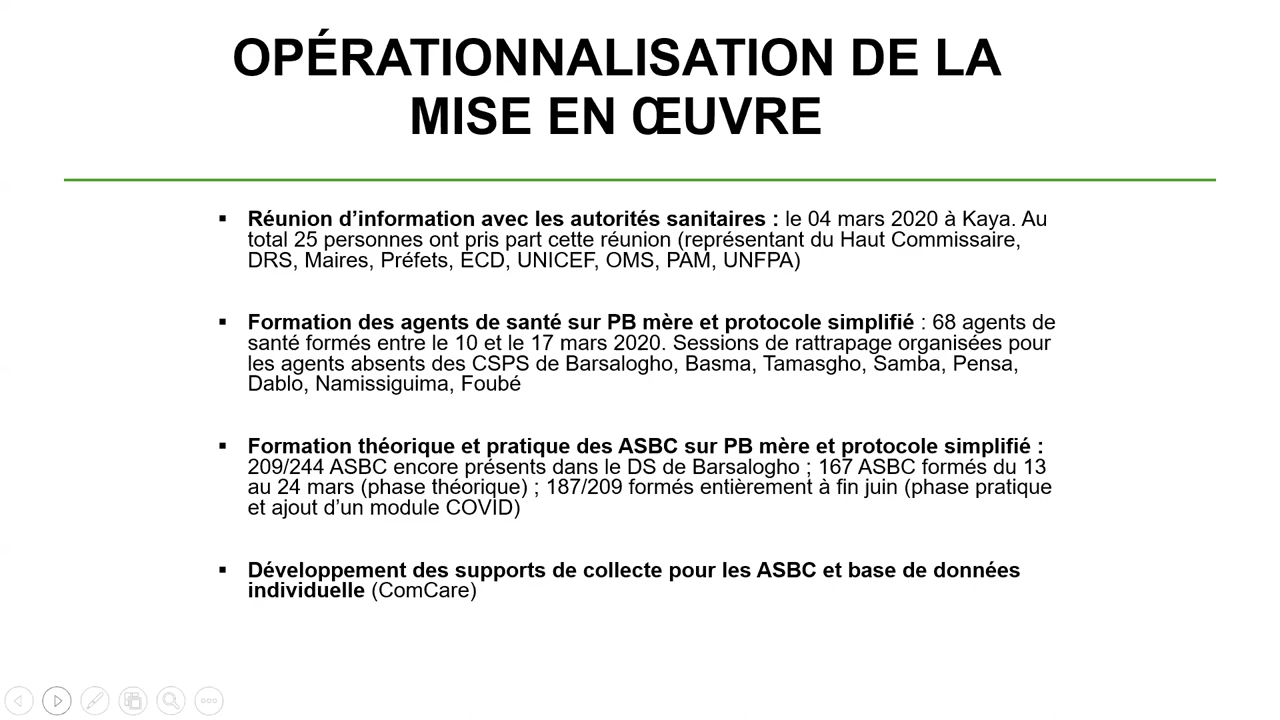 OPÉRATIONNALISATION DE LA
MISE EN ŒUVRE
▪ Réunion d’information avec les autorités sanitaires : le 04 mars 2020 à Kaya. Au
total 25 personnes ont pris part cette réunion (représentant du Haut Commissaire,
DRS, Maires, Préfets, ECD, UNICEF, OMS, PAM, UNFPA)
▪ Formation des agents de santé sur PB mère et protocole simplifié : 68 agents de
santé formés entre le 10 et le 17 mars 2020. Sessions de rattrapage organisées pour
les agents absents des CSPS de Barsalogho, Basma, Tamasgho, Samba, Pensa,
Dablo, Namissiguima, Foubé
▪ Formation théorique et pratique des ASBC sur PB mère et protocole simplifié :
209/244 ASBC encore présents dans le DS de Barsalogho ; 167 ASBC formés du 13
au 24 mars (phase théorique) ; 187/209 formés entièrement à fin juin (phase pratique
et ajout d’un module COVID)
▪ Développement des supports de collecte pour les ASBC et base de données
individuelle (ComCare)